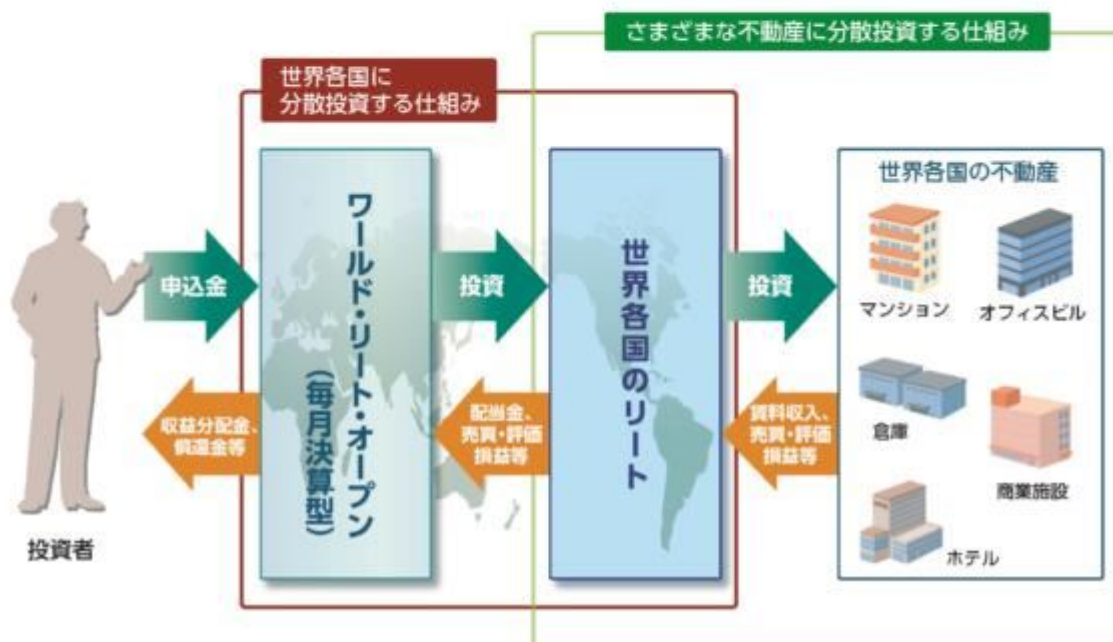 さまざまな不動産に分散投資する仕組み
世界各国に
分散投資する仕組み
投資者
申込金
収益分配金、
償還金等
ワールド・リート・オープン
(毎月決算型)
投資
配当金、
売買・評価
損益等
世界各国のリート
投資
賃料収入、
売買・評価
損益等
世界各国の不動産
マンション
オフィスビル
倉庫
商業施設
ホテル